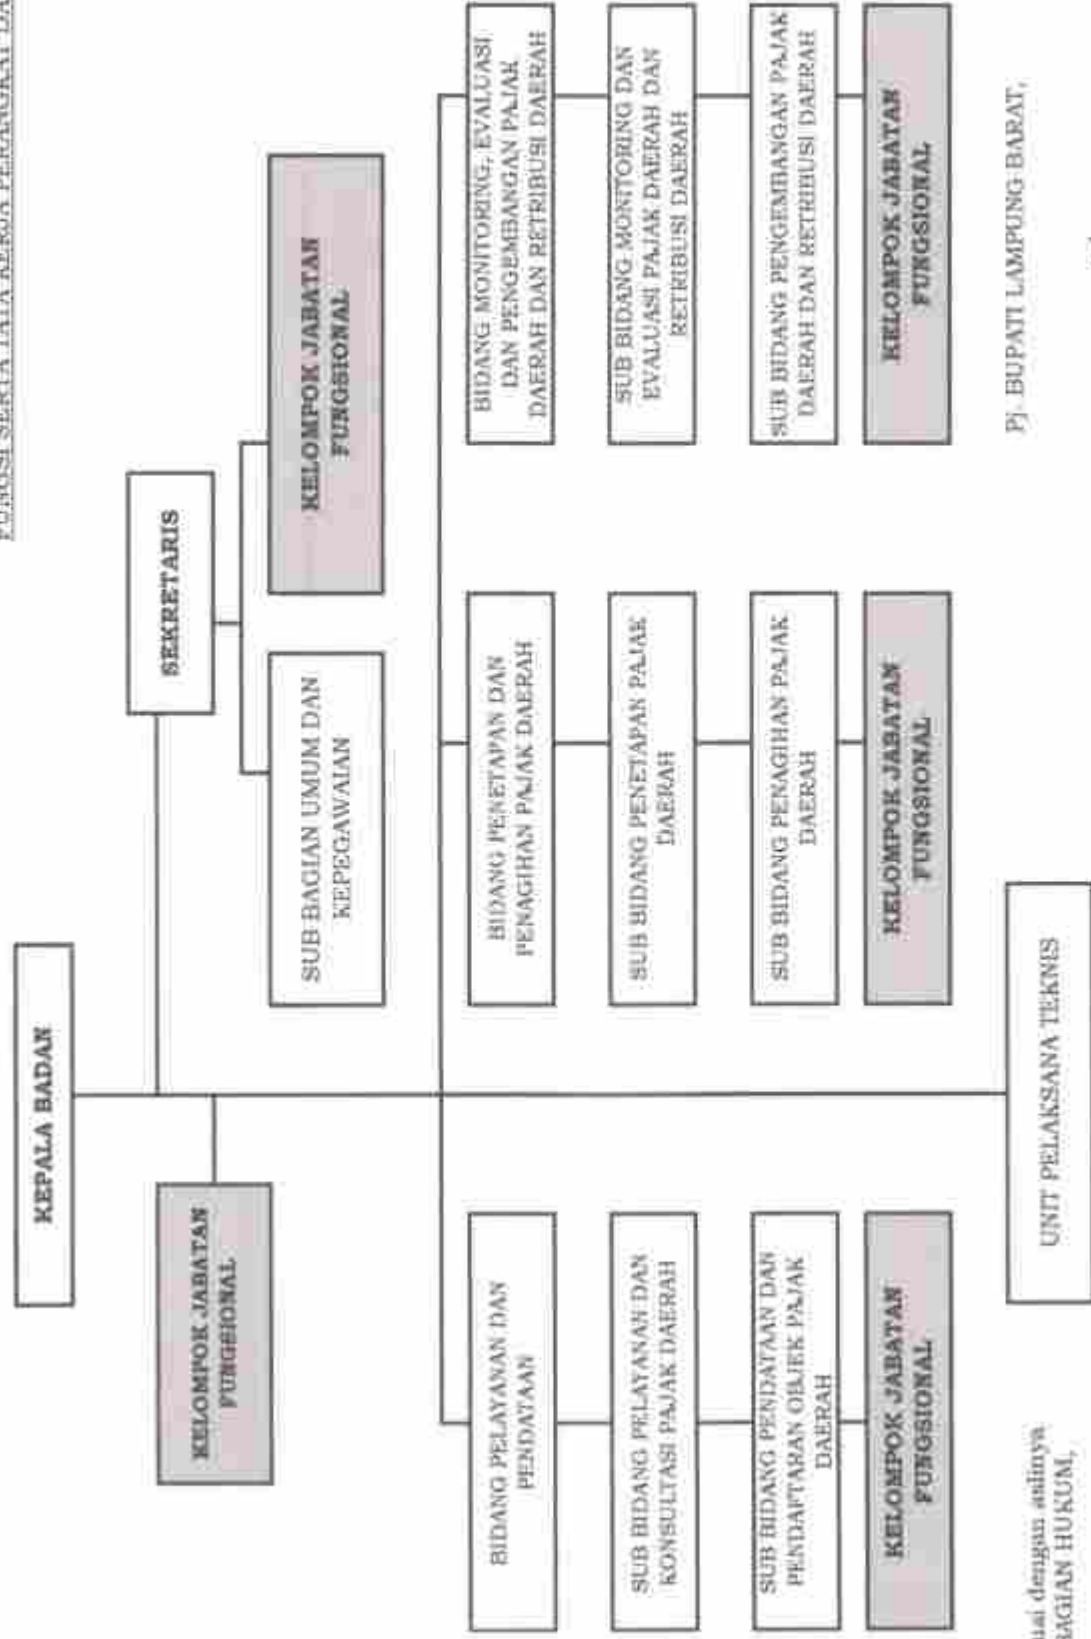 FUNGSI SERTA TATA KERJA PERANGKAT
KEPALA BADAN
KELOMPOK JABATAN
FUNGSIONAL
SEKRETARIS
SUB BAGIAN UMUM DAN
KEPEGAWAIAN
KELOMPOK JABATAN
FUNGSIONAL
BIDANG PELAYANAN DAN
PENDATAAN
SUB BIDANG PELAYANAN DAN
KONSULTASI PAJAK DAERAH
SUB BIDANG PENDATAAN DAN
PENDAFTARAN OBJEK PAJAK
DAERAH
KELOMPOK JABATAN
FUNGSIONAL
BIDANG PENETAPAN DAN
PENAGIHAN PAJAK DAERAH
SUB BIDANG PENETAPAN PAJAK
DAERAH
SUB BIDANG PENAGIHAN PAJAK
DAERAH
KELOMPOK JABATAN
FUNGSIONAL
BIDANG MONITORING, EVALUASI
DAN PENGEMBANGAN PAJAK
DAERAH DAN RETRIBUSI DAERAH
SUB BIDANG MONITORING DAN
EVALUASI PAJAK DAERAH DAN
RETRIBUSI DAERAH
SUB BIDANG PENGEMBANGAN PAJAK
DAERAH DAN RETRIBUSI DAERAH
KELOMPOK JABATAN
FUNGSIONAL
UNIT PELAKSANA TEKNIS
uai dengan aslinya
BAGIAN HUKUM,
Pj. BUPATI LAMPUNG BARAT,